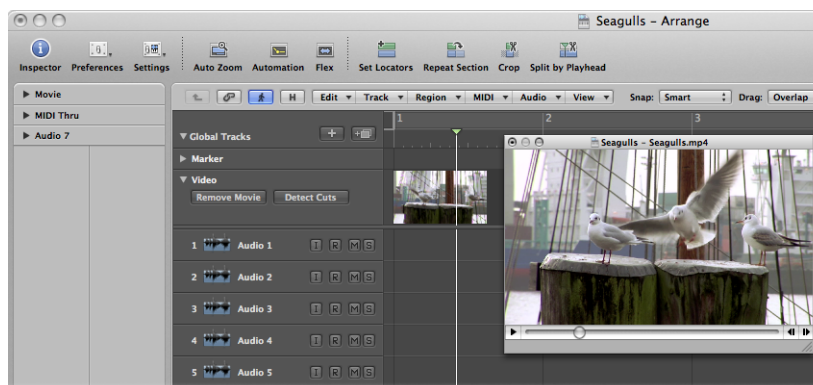 Seagulls – Arrange
Inspector Preferences Settings Auto Zoom Automation Flex Set Locators Repeat Section Crop Split by Playhead
Movie
MIDI Thru
Audio 7
H Edit Track Region MIDI Audio View Snap: Smart Drag: Overlap
1 2 3
Global Tracks
Marker
Video
Remove Movie Detect Cuts
Seagulls – Seagulls.mp4
1 Audio 1 I R M S
2 Audio 2 I R M S
3 Audio 3 I R M S
4 Audio 4 I R M S
5 Audio 5 I R M S